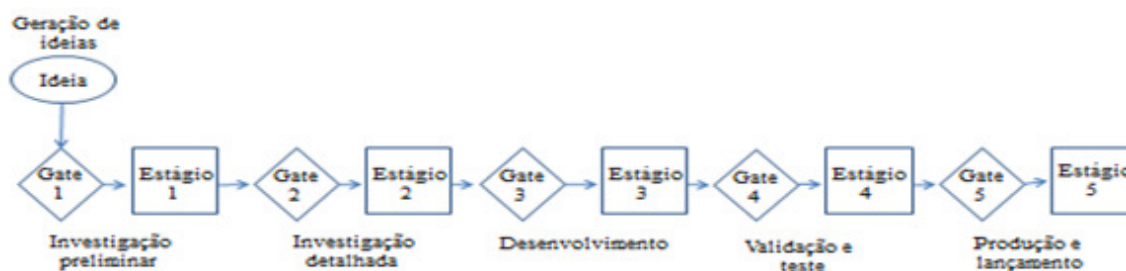 Geração de
ideias
Ideia
Gate
1
Estágio
1
Gate
2
Estágio
2
Gate
3
Estágio
3
Gate
4
Estágio
4
Gate
5
Estágio
5
Investigação
preliminar
Investigação
detalhada
Desenvolvimento
Validação e
teste
Produção e
lançamento